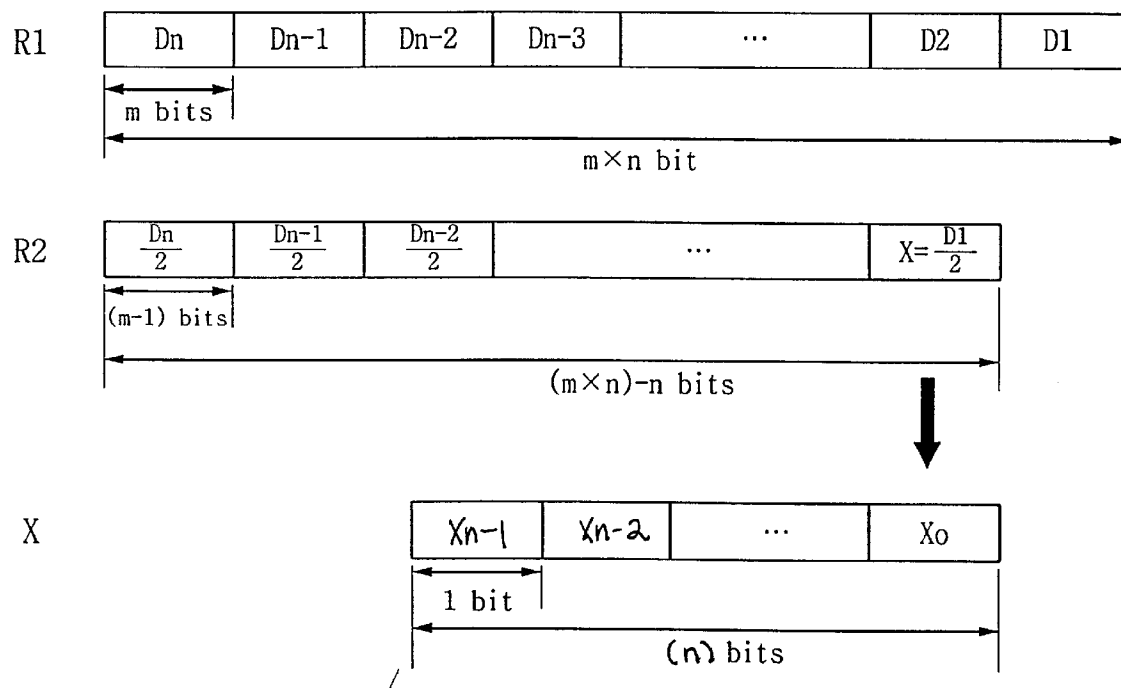 R1 Dn Dn-1 Dn-2 Dn-3 ... D2 D1
m bits
m×n bit
R2 Dn/2 Dn-1/2 Dn-2/2 ... X=D1/2
(m-1) bits
(m×n)-n bits
X Xn-1 Xn-2 ... Xo
1 bit
(n) bits